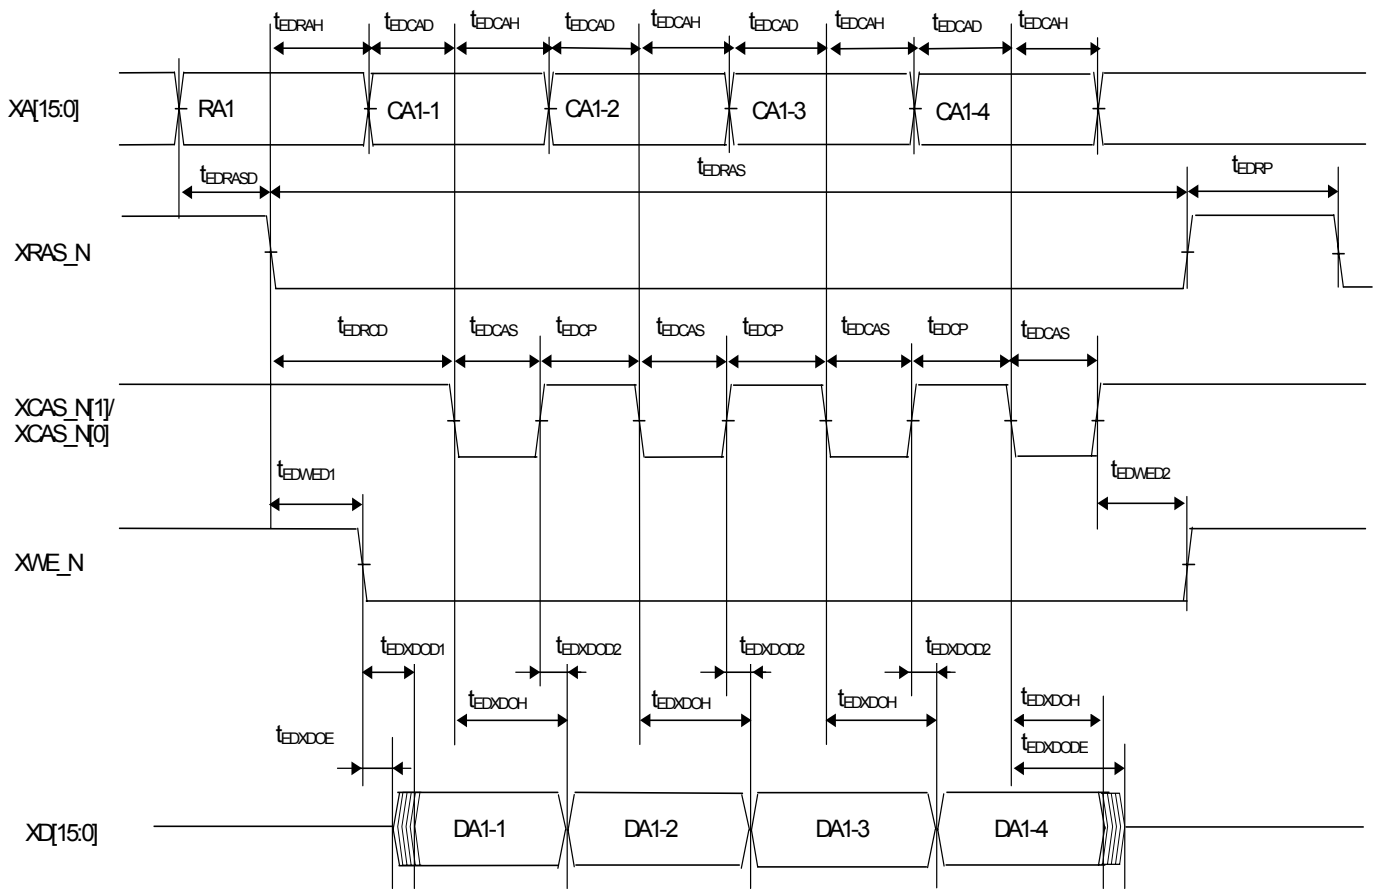 tEDRAH tEDCAD tEDCAH tEDCAD tEDCAH tEDCAD tEDCAH tEDCAD tEDCAH
XA[15:0] RA1 CA1-1 CA1-2 CA1-3 CA1-4
tEDRASD tEDRAS tEDRP
XRAS_N
tEDRCD tEDCAS tEDCP tEDCAS tEDCP tEDCAS tEDCP tEDCAS
XCAS_N[1]/
XCAS_N[0]
tEDWED1 tEDWED2
XWE_N
tEDXDOD1 tEDXDOD2 tEDXDOD2 tEDXDOD2
tEDXDOH tEDXDOH tEDXDOH tEDXDOH
tEDXDOE tEDXDODE
XD[15:0] DA1-1 DA1-2 DA1-3 DA1-4